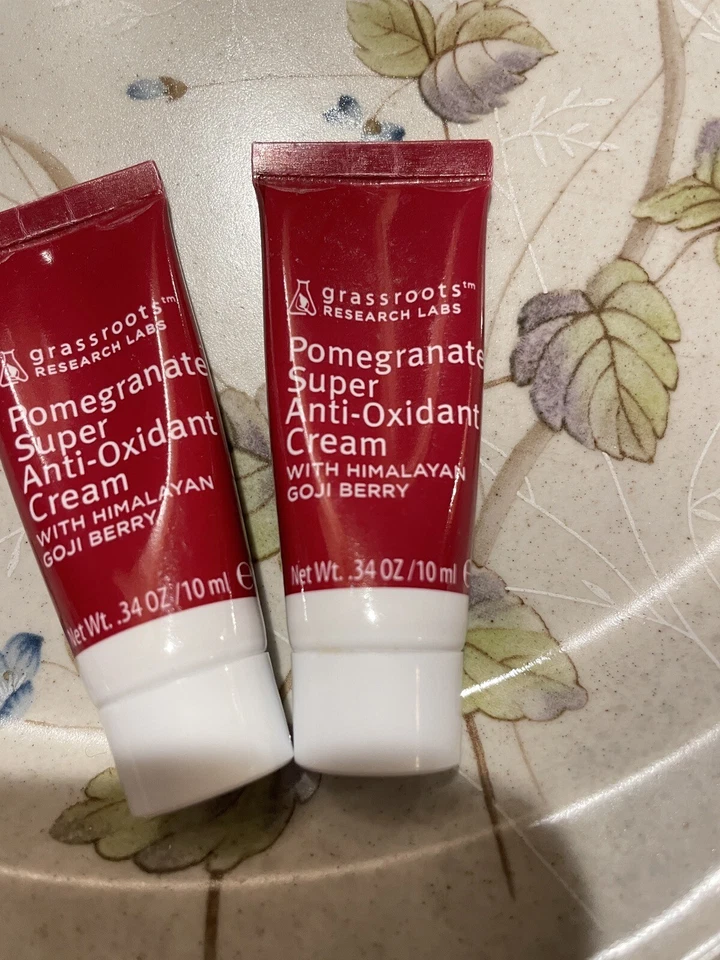 grassroots™
RESEARCH LABS
Pomegranate
Super
Anti-Oxidant
Cream
WITH HIMALAYAN
GOJI BERRY
Net Wt. .34 OZ/10 ml ℮
grassroots™
RESEARCH LABS
Pomegranate
Super
Anti-Oxidant
Cream
WITH HIMALAYAN
GOJI BERRY
Net Wt. .34 OZ/10 ml ℮